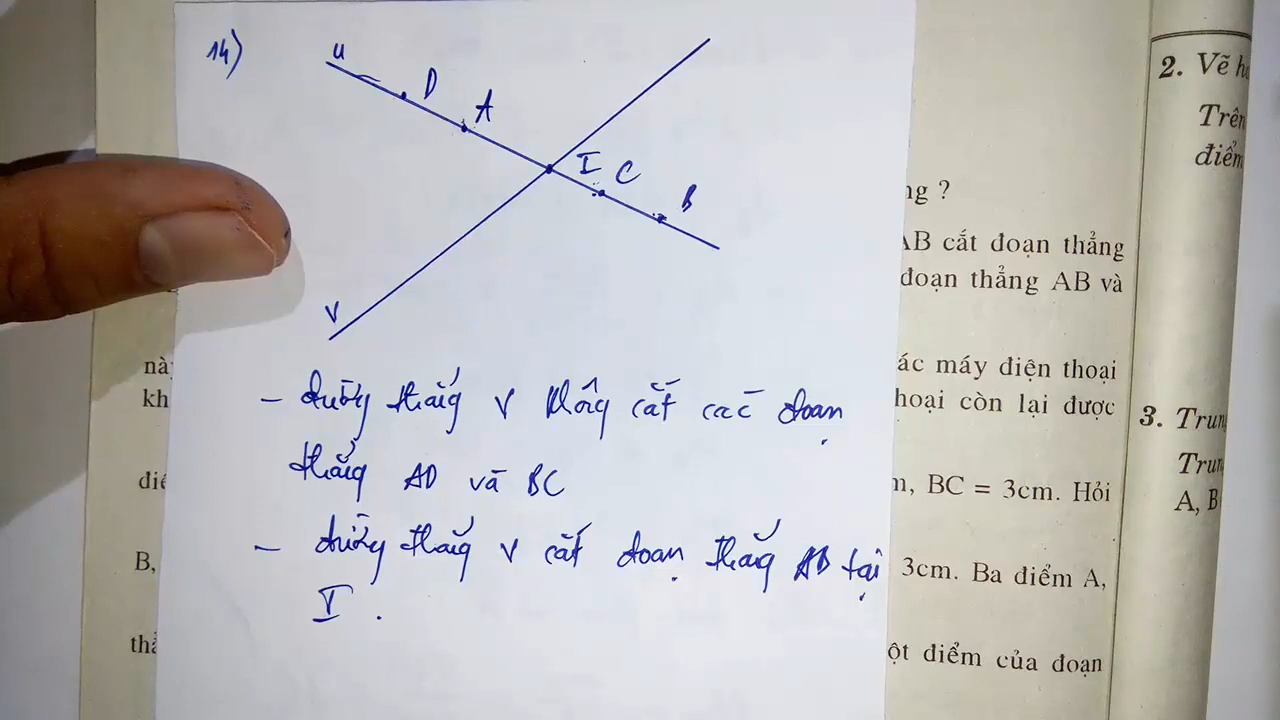 14)
u
D
A
I
C
B
V
- đường thẳng V không cắt các đoạn
thẳng AD và BC
- đường thẳng V cắt đoạn thẳng AB tại
I.
ng ?
AB cắt đoạn thẳng
đoạn thẳng AB và
này
ác máy điện thoại
kh
hoại còn lại được
điể
m, BC = 3cm. Hỏi
B,
3cm. Ba điểm A,
thẳ
ột điểm của đoạn
2. Vẽ h
Trên
điểm
3. Trun
Trun
A, B